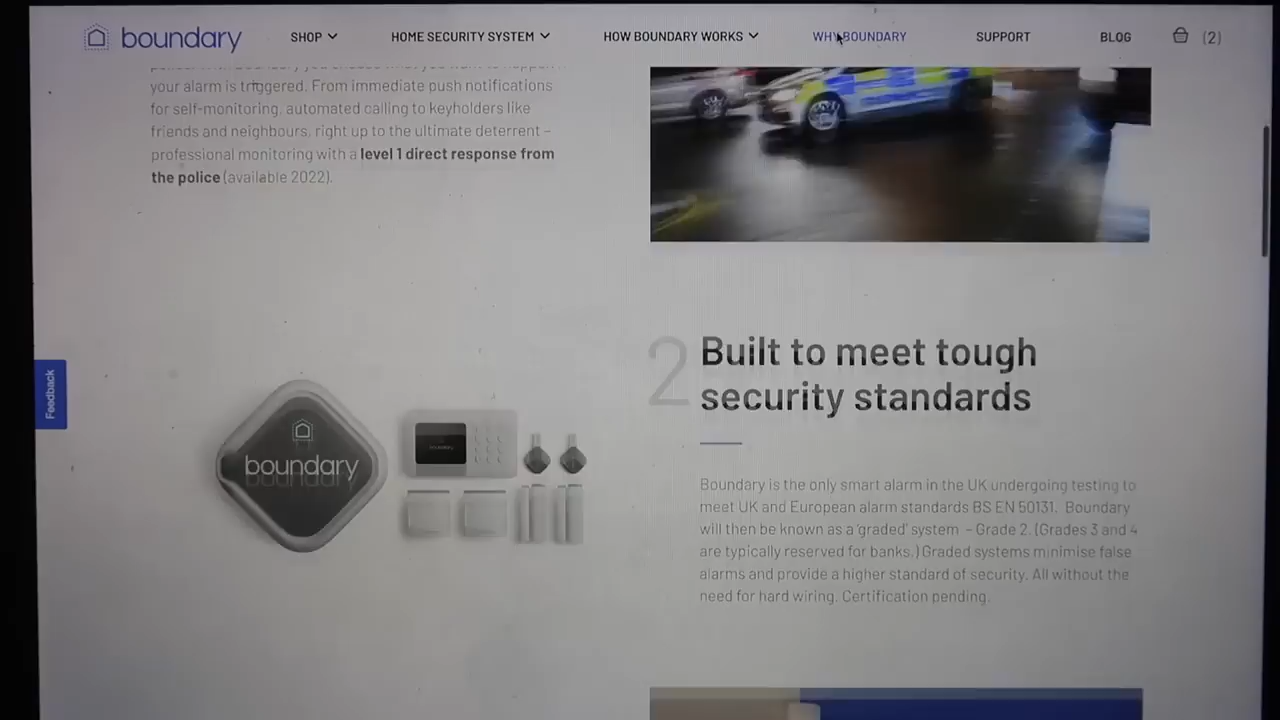 boundary
SHOP
HOME SECURITY SYSTEM
HOW BOUNDARY WORKS
WHY BOUNDARY
SUPPORT
BLOG
(2)
your alarm is triggered. From immediate push notifications
for self-monitoring, automated calling to keyholders like
friends and neighbours, right up to the ultimate deterrent –
professional monitoring with a level 1 direct response from
the police (available 2022).
Feedback
boundary
2
Built to meet tough
security standards
Boundary is the only smart alarm in the UK undergoing testing to
meet UK and European alarm standards BS EN 50131. Boundary
will then be known as a 'graded' system – Grade 2. (Grades 3 and 4
are typically reserved for banks.) Graded systems minimise false
alarms and provide a higher standard of security. All without the
need for hard wiring. Certification pending.